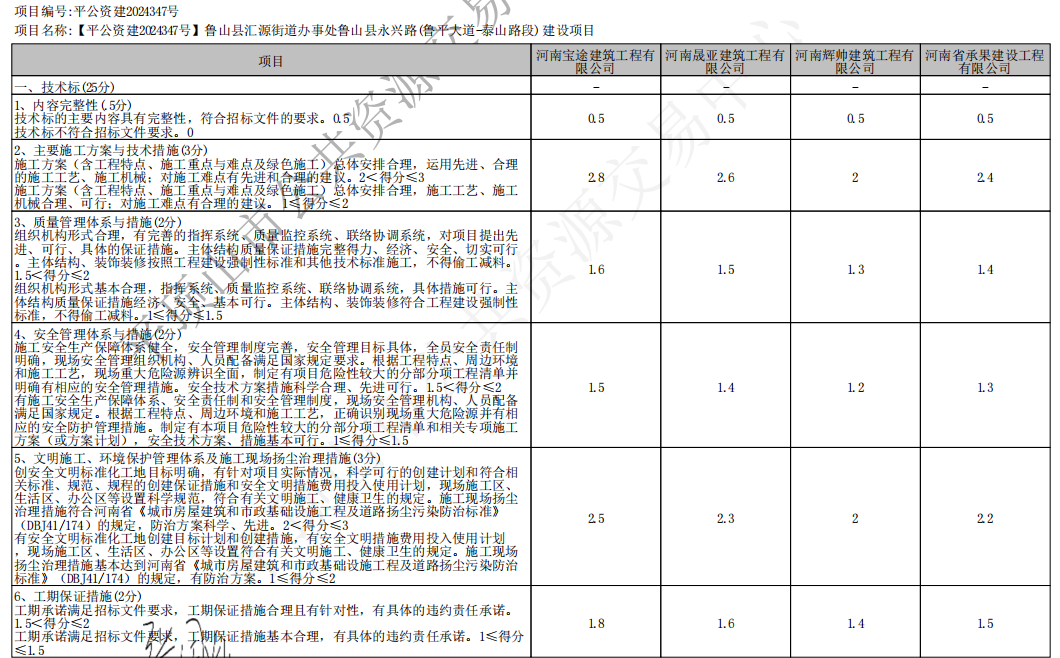 项目编号:平公资建2024347号
项目名称:【平公资建2024347号】鲁山县汇源街道办事处鲁山县永兴路(鲁平大道-泰山路段)建设项目
项目 河南宝途建筑工程有限公司 河南晟亚建筑工程有限公司 河南辉帅建筑工程有限公司 河南省承果建设工程有限公司
一、技术标(25分) - - - -
1、内容完整性(.5分)
技术标的主要内容具有完整性，符合招标文件的要求。0.5
技术标不符合招标文件要求。0
0.5 0.5 0.5 0.5
2、主要施工方案与技术措施(3分)
施工方案（含工程特点、施工重点与难点及绿色施工）总体安排合理，运用先进、合理
的施工工艺、施工机械；对施工难点有先进和合理的建议。2＜得分≤3
施工方案（含工程特点、施工重点与难点及绿色施工）总体安排合理，施工工艺、施工
机械合理、可行；对施工难点有合理的建议。 1≤得分≤2
2.8 2.6 2 2.4
3、质量管理体系与措施(2分)
组织机构形式合理，有完善的指挥系统、质量监控系统、联络协调系统，对项目提出先
进、可行、具体的保证措施。主体结构质量保证措施完整得力、经济、安全、切实可行
。主体结构、装饰装修按照工程建设强制性标准和其他技术标准施工，不得偷工减料。
1.5＜得分≤2
组织机构形式基本合理，指挥系统、质量监控系统、联络协调系统，具体措施可行。主
体结构质量保证措施经济、安全、基本可行。主体结构、装饰装修符合工程建设强制性
标准，不得偷工减料。1≤得分≤1.5
1.6 1.5 1.3 1.4
4、安全管理体系与措施(2分)
施工安全生产保障体系健全，安全管理制度完善，安全管理目标具体，全员安全责任制
明确，现场安全管理组织机构、人员配备满足国家规定要求。根据工程特点、周边环境
和施工工艺，现场重大危险源辨识全面，制定有项目危险性较大的分部分项工程清单并
明确有相应的安全管理措施。安全技术方案措施科学合理、先进可行。1.5＜得分≤2
有施工安全生产保障体系、安全责任制和安全管理制度，现场安全管理机构、人员配备
满足国家规定。根据工程特点、周边环境和施工工艺，正确识别现场重大危险源并有相
应的安全防护管理措施。制定有本项目危险性较大的分部分项工程清单和相关专项施工
方案（或方案计划），安全技术方案、措施基本可行。1≤得分≤1.5
1.5 1.4 1.2 1.3
5、文明施工、环境保护管理体系及施工现场扬尘治理措施(3分)
创安全文明标准化工地目标明确，有针对项目实际情况，科学可行的创建计划和符合相
关标准、规范、规程的创建保证措施和安全文明措施费用投入使用计划，现场施工区、
生活区、办公区等设置科学规范，符合有关文明施工、健康卫生的规定。施工现场扬尘
治理措施符合河南省《城市房屋建筑和市政基础设施工程及道路扬尘污染防治标准》
（DBJ41/174）的规定，防治方案科学、先进。2＜得分≤3
有安全文明标准化工地创建目标计划和创建措施，有安全文明措施费用投入使用计划
，现场施工区、生活区、办公区等设置符合有关文明施工、健康卫生的规定。施工现场
扬尘治理措施基本达到河南省《城市房屋建筑和市政基础设施工程及道路扬尘污染防治
标准》（DBJ41/174）的规定，有防治方案。1≤得分≤2
2.5 2.3 2 2.2
6、工期保证措施(2分)
工期承诺满足招标文件要求，工期保证措施合理且有针对性，有具体的违约责任承诺。
1.5＜得分≤2
工期承诺满足招标文件要求，工期保证措施基本合理，有具体的违约责任承诺。1≤得分
≤1.5
1.8 1.6 1.4 1.5
平顶山市公共资源交易中心
共资源交易中